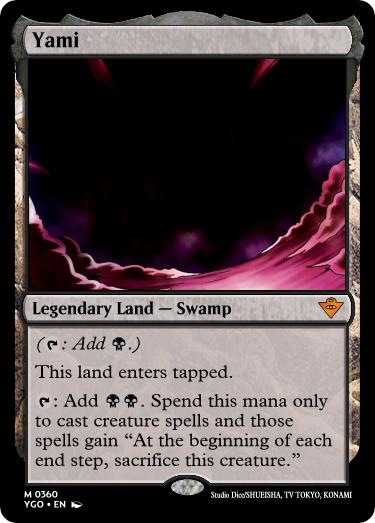 Yami
Legendary Land — Swamp
(: Add .)
This land enters tapped.
: Add . Spend this mana only
to cast creature spells and those
spells gain “At the beginning of each
end step, sacrifice this creature.”
M 0360
YGO • EN
Studio Dice/SHUEISHA, TV TOKYO, KONAMI